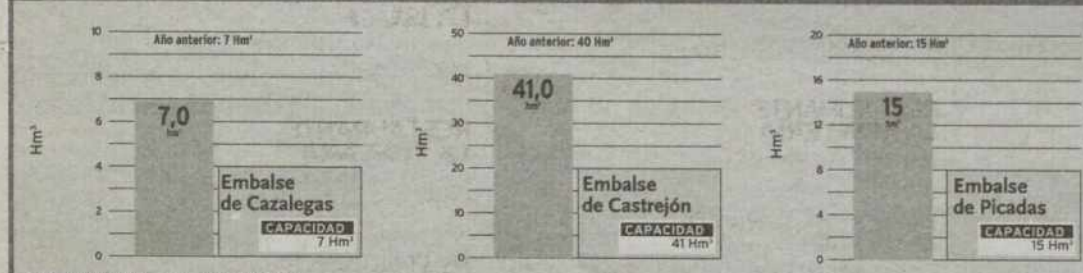 10
Año anterior: 7 Hm³
8
7,0
hm³
6
Hm³
4
2
0
Embalse
de Cazalegas
CAPACIDAD
7 Hm³
50
Año anterior: 40 Hm³
40
41,0
hm³
30
Hm³
20
10
0
Embalse
de Castrejón
CAPACIDAD
41 Hm³
20
Año anterior: 15 Hm³
16
15
hm³
12
Hm³
8
4
0
Embalse
de Picadas
CAPACIDAD
15 Hm³